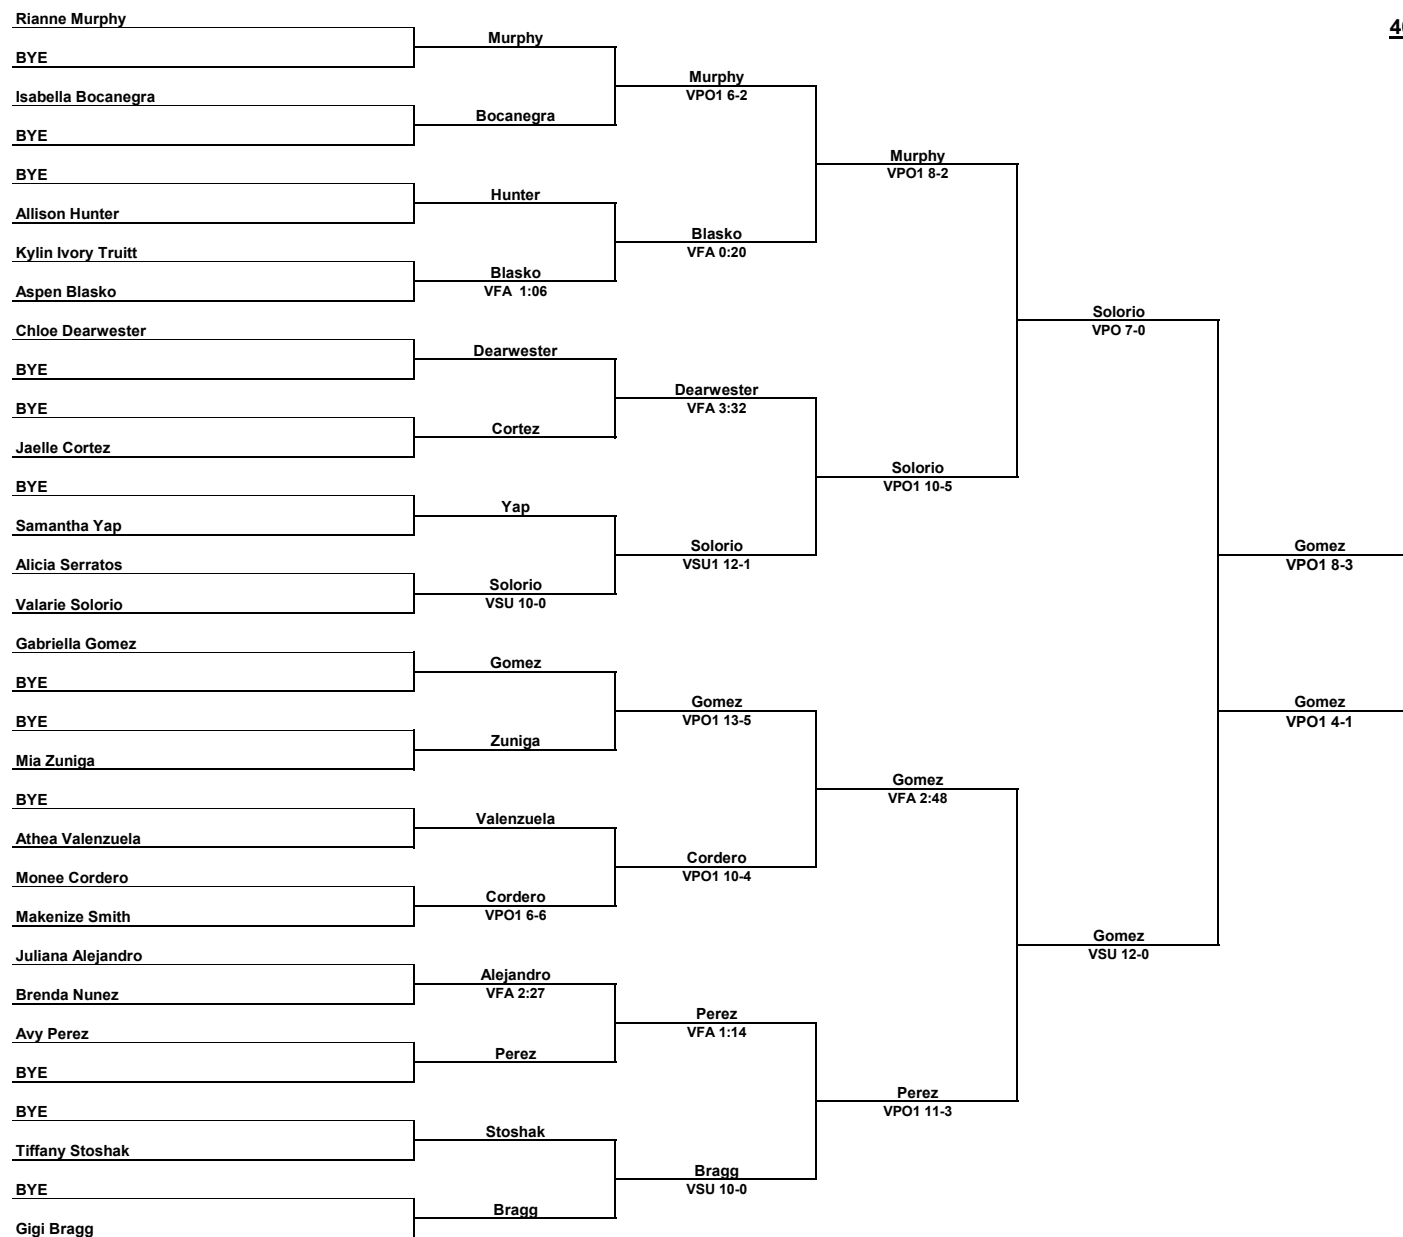 Rianne Murphy
40
Murphy
BYE
Murphy
VPO1 6-2
Isabella Bocanegra
Bocanegra
BYE
Murphy
VPO1 8-2
BYE
Hunter
Allison Hunter
Blasko
VFA 0:20
Kylin Ivory Truitt
Blasko
VFA 1:06
Aspen Blasko
Solorio
VPO 7-0
Chloe Dearwester
Dearwester
BYE
Dearwester
VFA 3:32
BYE
Cortez
Jaelle Cortez
Solorio
VPO1 10-5
BYE
Yap
Samantha Yap
Solorio
VSU1 12-1
Gomez
VPO1 8-3
Alicia Serratos
Solorio
VSU 10-0
Valarie Solorio
Gabriella Gomez
Gomez
BYE
Gomez
VPO1 13-5
Gomez
VPO1 4-1
BYE
Zuniga
Mia Zuniga
Gomez
VFA 2:48
BYE
Valenzuela
Athea Valenzuela
Cordero
VPO1 10-4
Monee Cordero
Cordero
VPO1 6-6
Makenize Smith
Gomez
VSU 12-0
Juliana Alejandro
Alejandro
VFA 2:27
Brenda Nunez
Perez
VFA 1:14
Avy Perez
Perez
BYE
Perez
VPO1 11-3
BYE
Stoshak
Tiffany Stoshak
Bragg
VSU 10-0
BYE
Bragg
Gigi Bragg